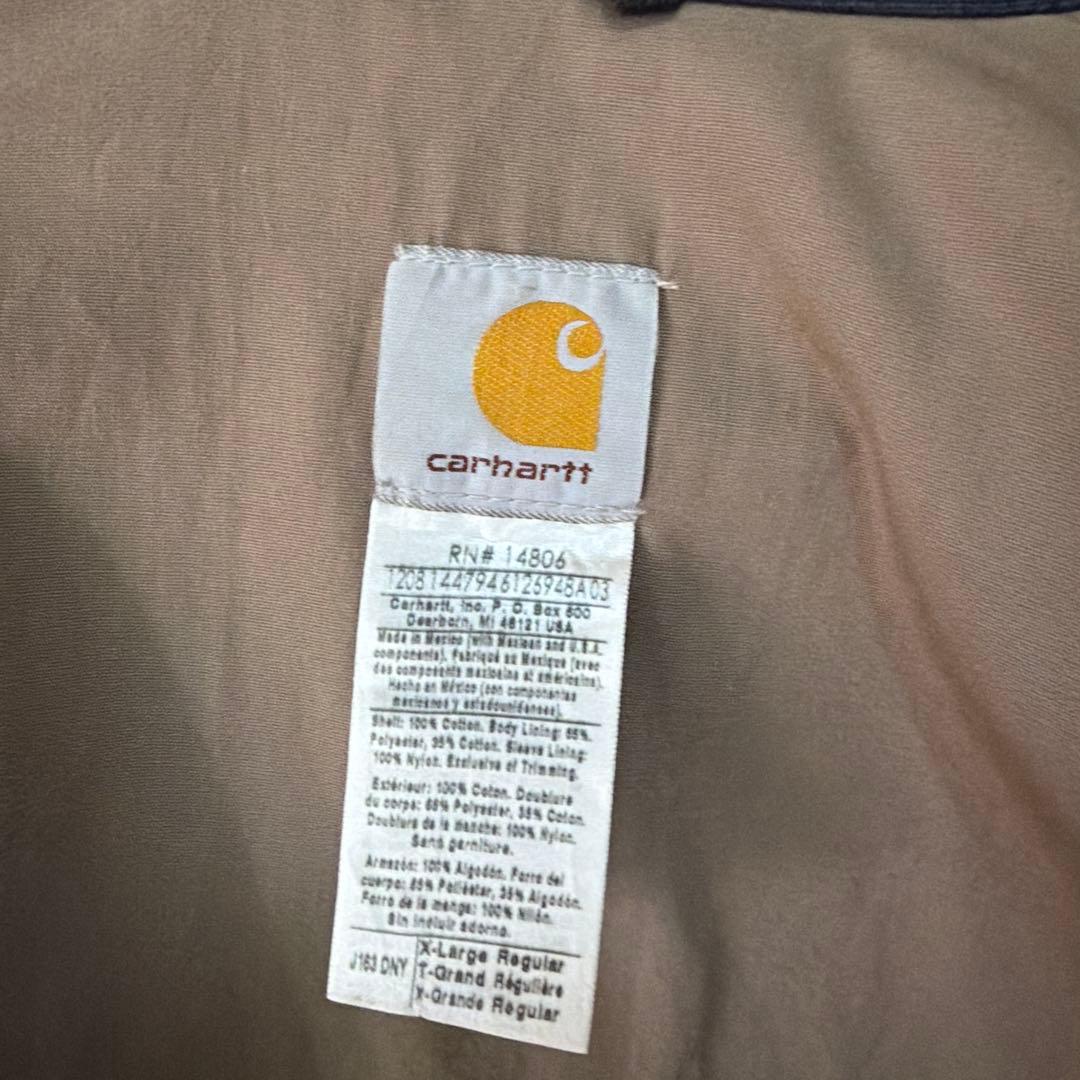 carhartt
RN# 14806
12081447946126948A03
Carhartt, Inc. P. O. Box 600
Dearborn, MI 48121 USA
Made in Mexico (with Mexican and U.S.A.
components). Fabriqué au Mexique (avec
des composants mexicains et américains).
Hecho en México (con componentes
mexicanos y estadounidenses).
Shell: 100% Cotton. Body Lining: 65%
Polyester, 35% Cotton. Sleeve Lining:
100% Nylon. Exclusive of Trimming.
Extérieur: 100% Coton. Doublure
du corps: 65% Polyester, 35% Coton.
Doublure de la manche: 100% Nylon.
Sans garniture.
Armazón: 100% Algodón. Forro del
cuerpo: 65% Poliéster, 35% Algodón.
Forro de la manga: 100% Nilón.
Sin incluir adorno.
J163 DNY
X-Large Regular
T-Grand Régulière
X-Grande Regular